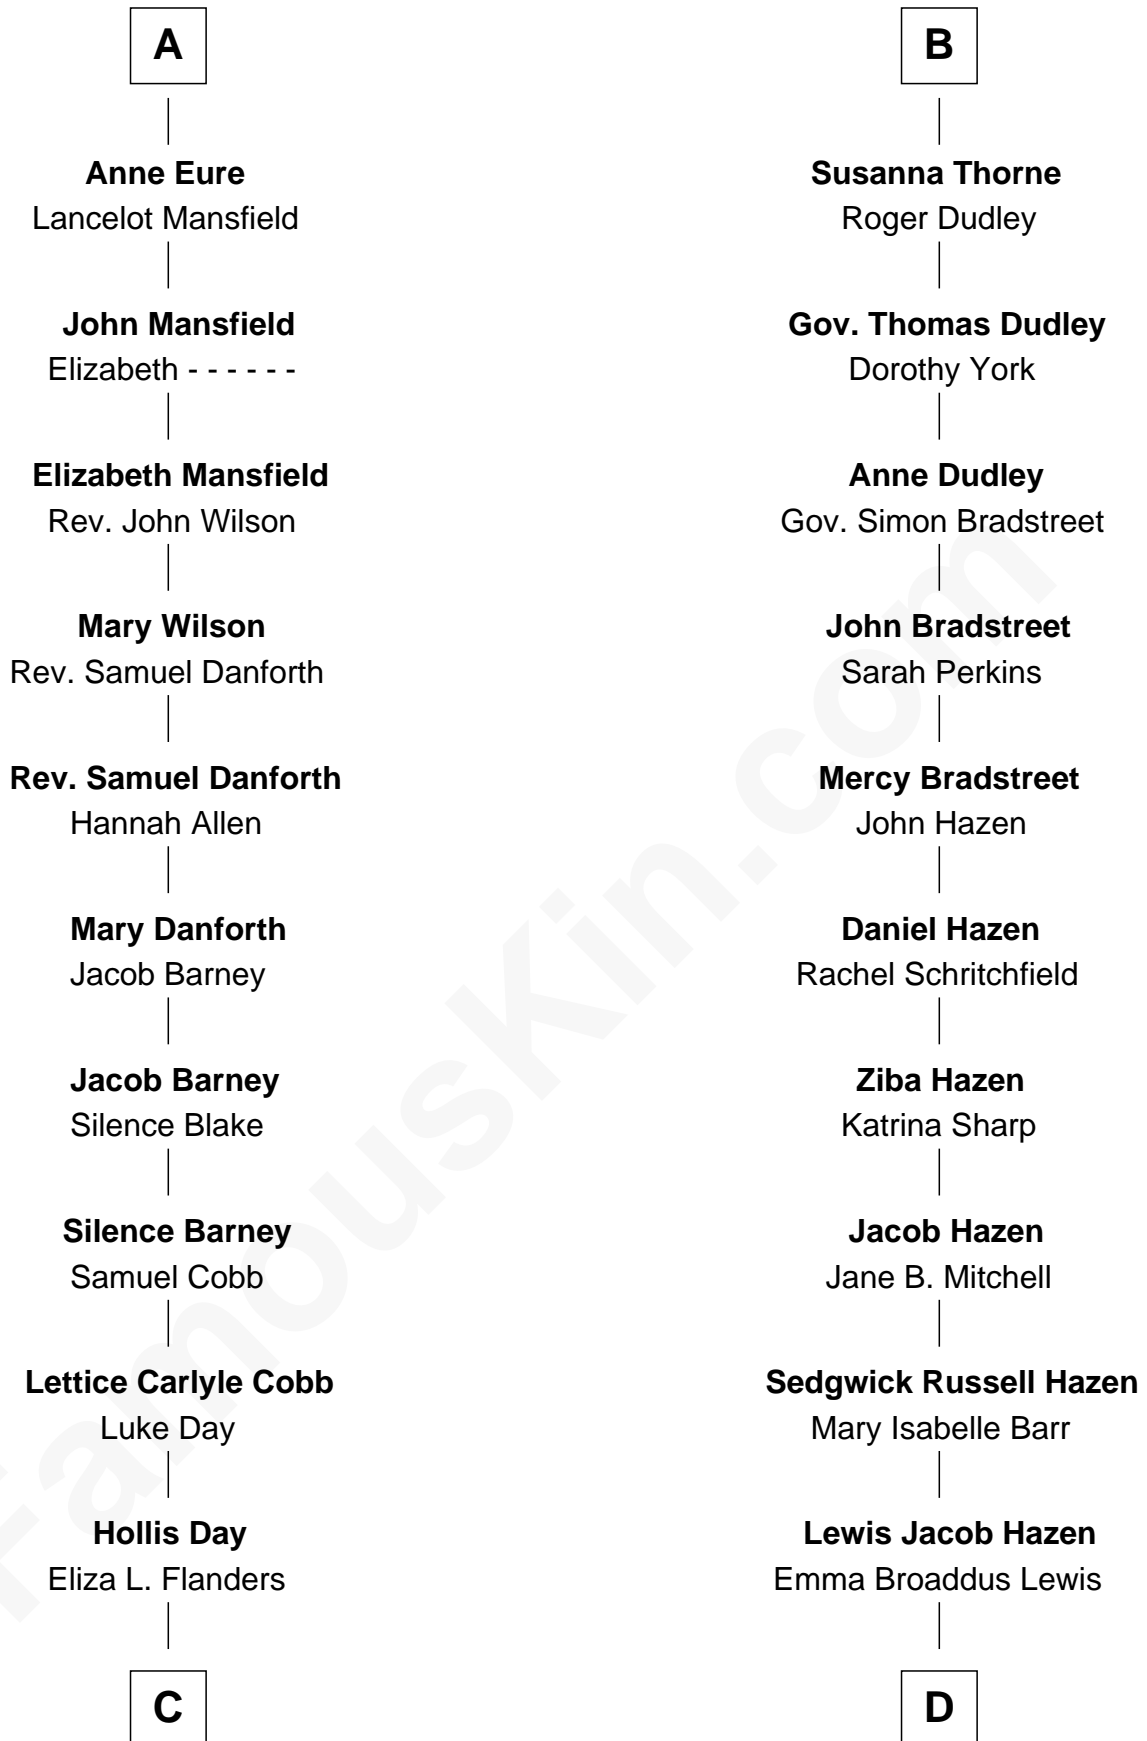 A
Anne Eure
Lancelot Mansfield
John Mansfield
Elizabeth - - - - - -
Elizabeth Mansfield
Rev. John Wilson
Mary Wilson
Rev. Samuel Danforth
Rev. Samuel Danforth
Hannah Allen
Mary Danforth
Jacob Barney
Jacob Barney
Silence Blake
Silence Barney
Samuel Cobb
Lettice Carlyle Cobb
Luke Day
Hollis Day
Eliza L. Flanders
C
B
Susanna Thorne
Roger Dudley
Gov. Thomas Dudley
Dorothy York
Anne Dudley
Gov. Simon Bradstreet
John Bradstreet
Sarah Perkins
Mercy Bradstreet
John Hazen
Daniel Hazen
Rachel Schritchfield
Ziba Hazen
Katrina Sharp
Jacob Hazen
Jane B. Mitchell
Sedgwick Russell Hazen
Mary Isabelle Barr
Lewis Jacob Hazen
Emma Broaddus Lewis
D
FamousKin.com